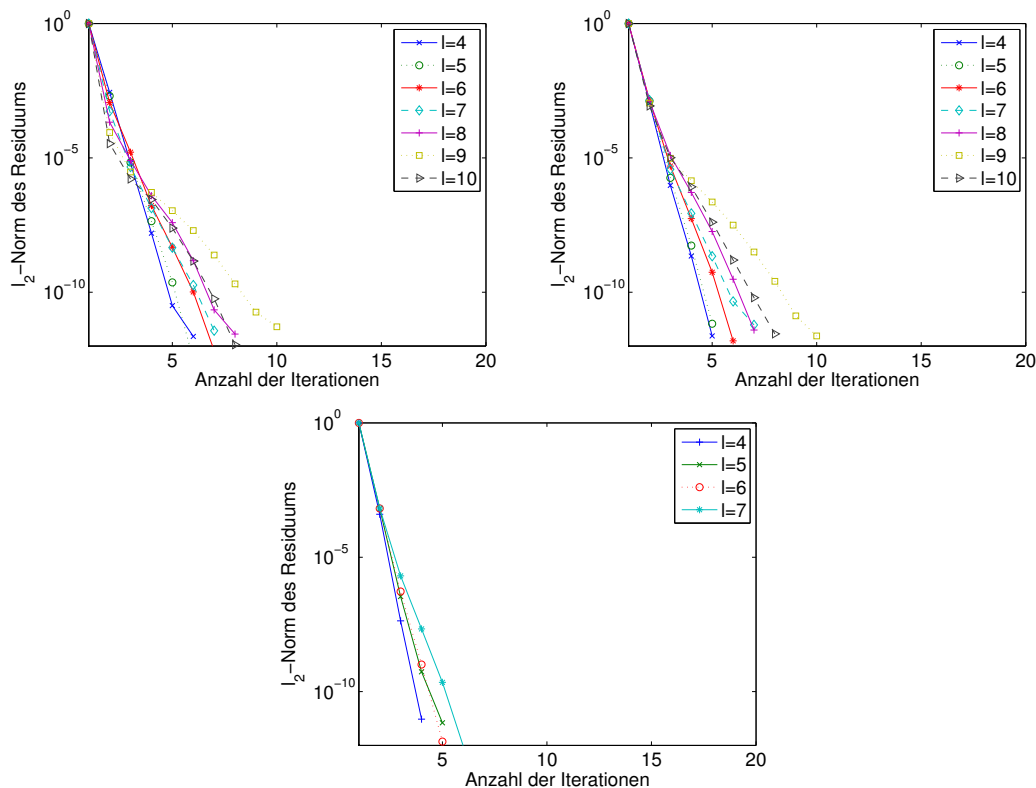 10^0
10^−5
10^−10
5
10
15
20
l_2−Norm des Residuums
Anzahl der Iterationen
l=4
l=5
l=6
l=7
l=8
l=9
l=10
10^0
10^−5
10^−10
5
10
15
20
l_2−Norm des Residuums
Anzahl der Iterationen
l=4
l=5
l=6
l=7
l=8
l=9
l=10
10^0
10^−5
10^−10
5
10
15
20
l_2−Norm des Residuums
Anzahl der Iterationen
l=4
l=5
l=6
l=7